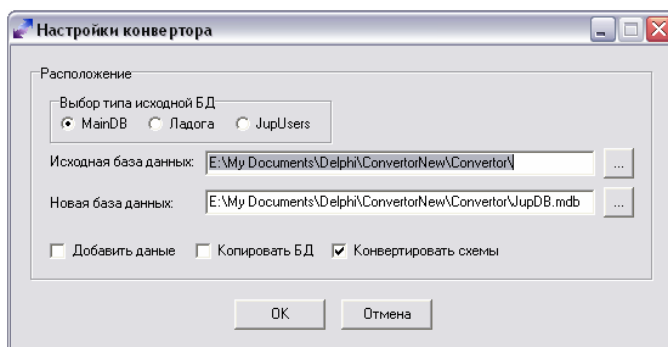 Настройки конвертора
Расположение
Выбор типа исходной БД
MainDB Ладога JupUsers
Исходная база данных: E:\My Documents\Delphi\ConvertorNew\Convertor\ ...
Новая база данных: E:\My Documents\Delphi\ConvertorNew\Convertor\JupDB.mdb ...
Добавить даные Копировать БД Конвертировать схемы
OK Отмена